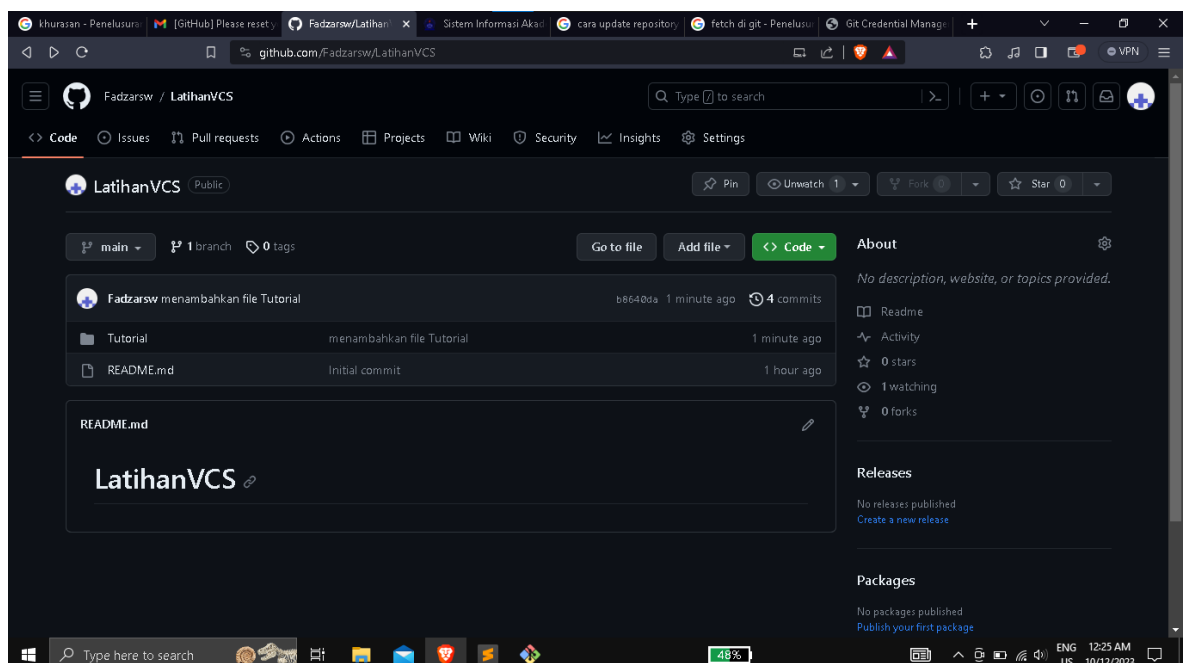 khurasan - Penelusura
[GitHub] Please reset y
Fadzarsw/Latihan
Sistem Informasi Akad
cara update repository
fetch di git - Penelusur
Git Credential Manage
github.com/Fadzarsw/LatihanVCS
VPN
Fadzarsw / LatihanVCS
Type / to search
Code Issues Pull requests Actions Projects Wiki Security Insights Settings
LatihanVCS Public
Pin Unwatch 1 Fork 0 Star 0
main 1 branch 0 tags
Go to file Add file <> Code
Fadzarsw menambahkan file Tutorial b8640da 1 minute ago 4 commits
Tutorial menambahkan file Tutorial 1 minute ago
README.md Initial commit 1 hour ago
README.md
LatihanVCS
About
No description, website, or topics provided.
Readme
Activity
0 stars
1 watching
0 forks
Releases
No releases published
Create a new release
Packages
No packages published
Publish your first package
Type here to search
48%
ENG 12:25 AM
US 10/12/2023